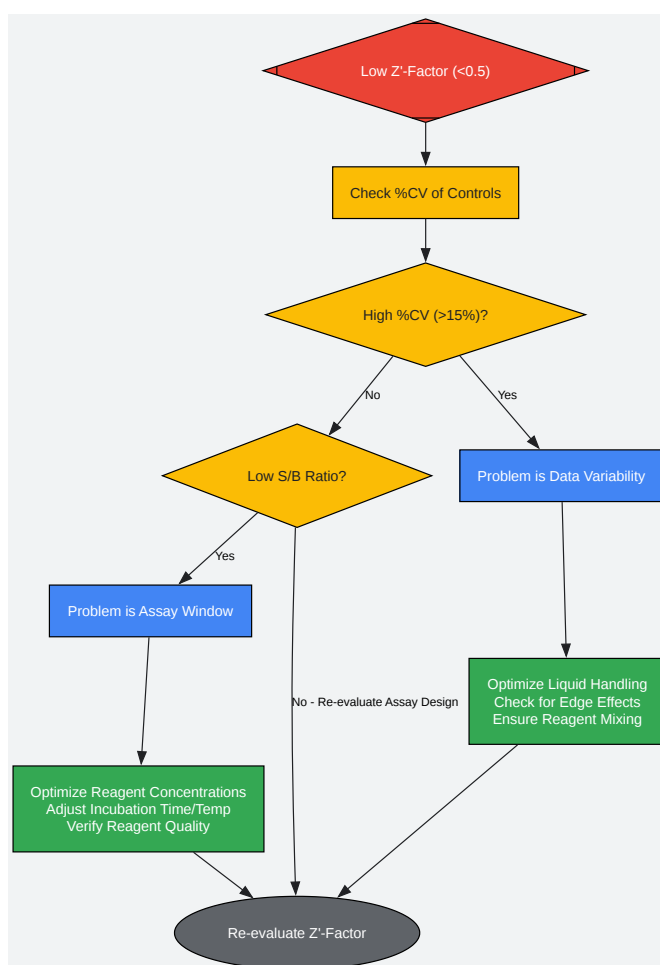 Low Z'-Factor (<0.5)
Check %CV of Controls
High %CV (>15%)?
No
Yes
Low S/B Ratio?
Problem is Data Variability
Yes
Problem is Assay Window
Optimize Liquid Handling
Check for Edge Effects
Ensure Reagent Mixing
No - Re-evaluate Assay Design
Optimize Reagent Concentrations
Adjust Incubation Time/Temp
Verify Reagent Quality
Re-evaluate Z'-Factor